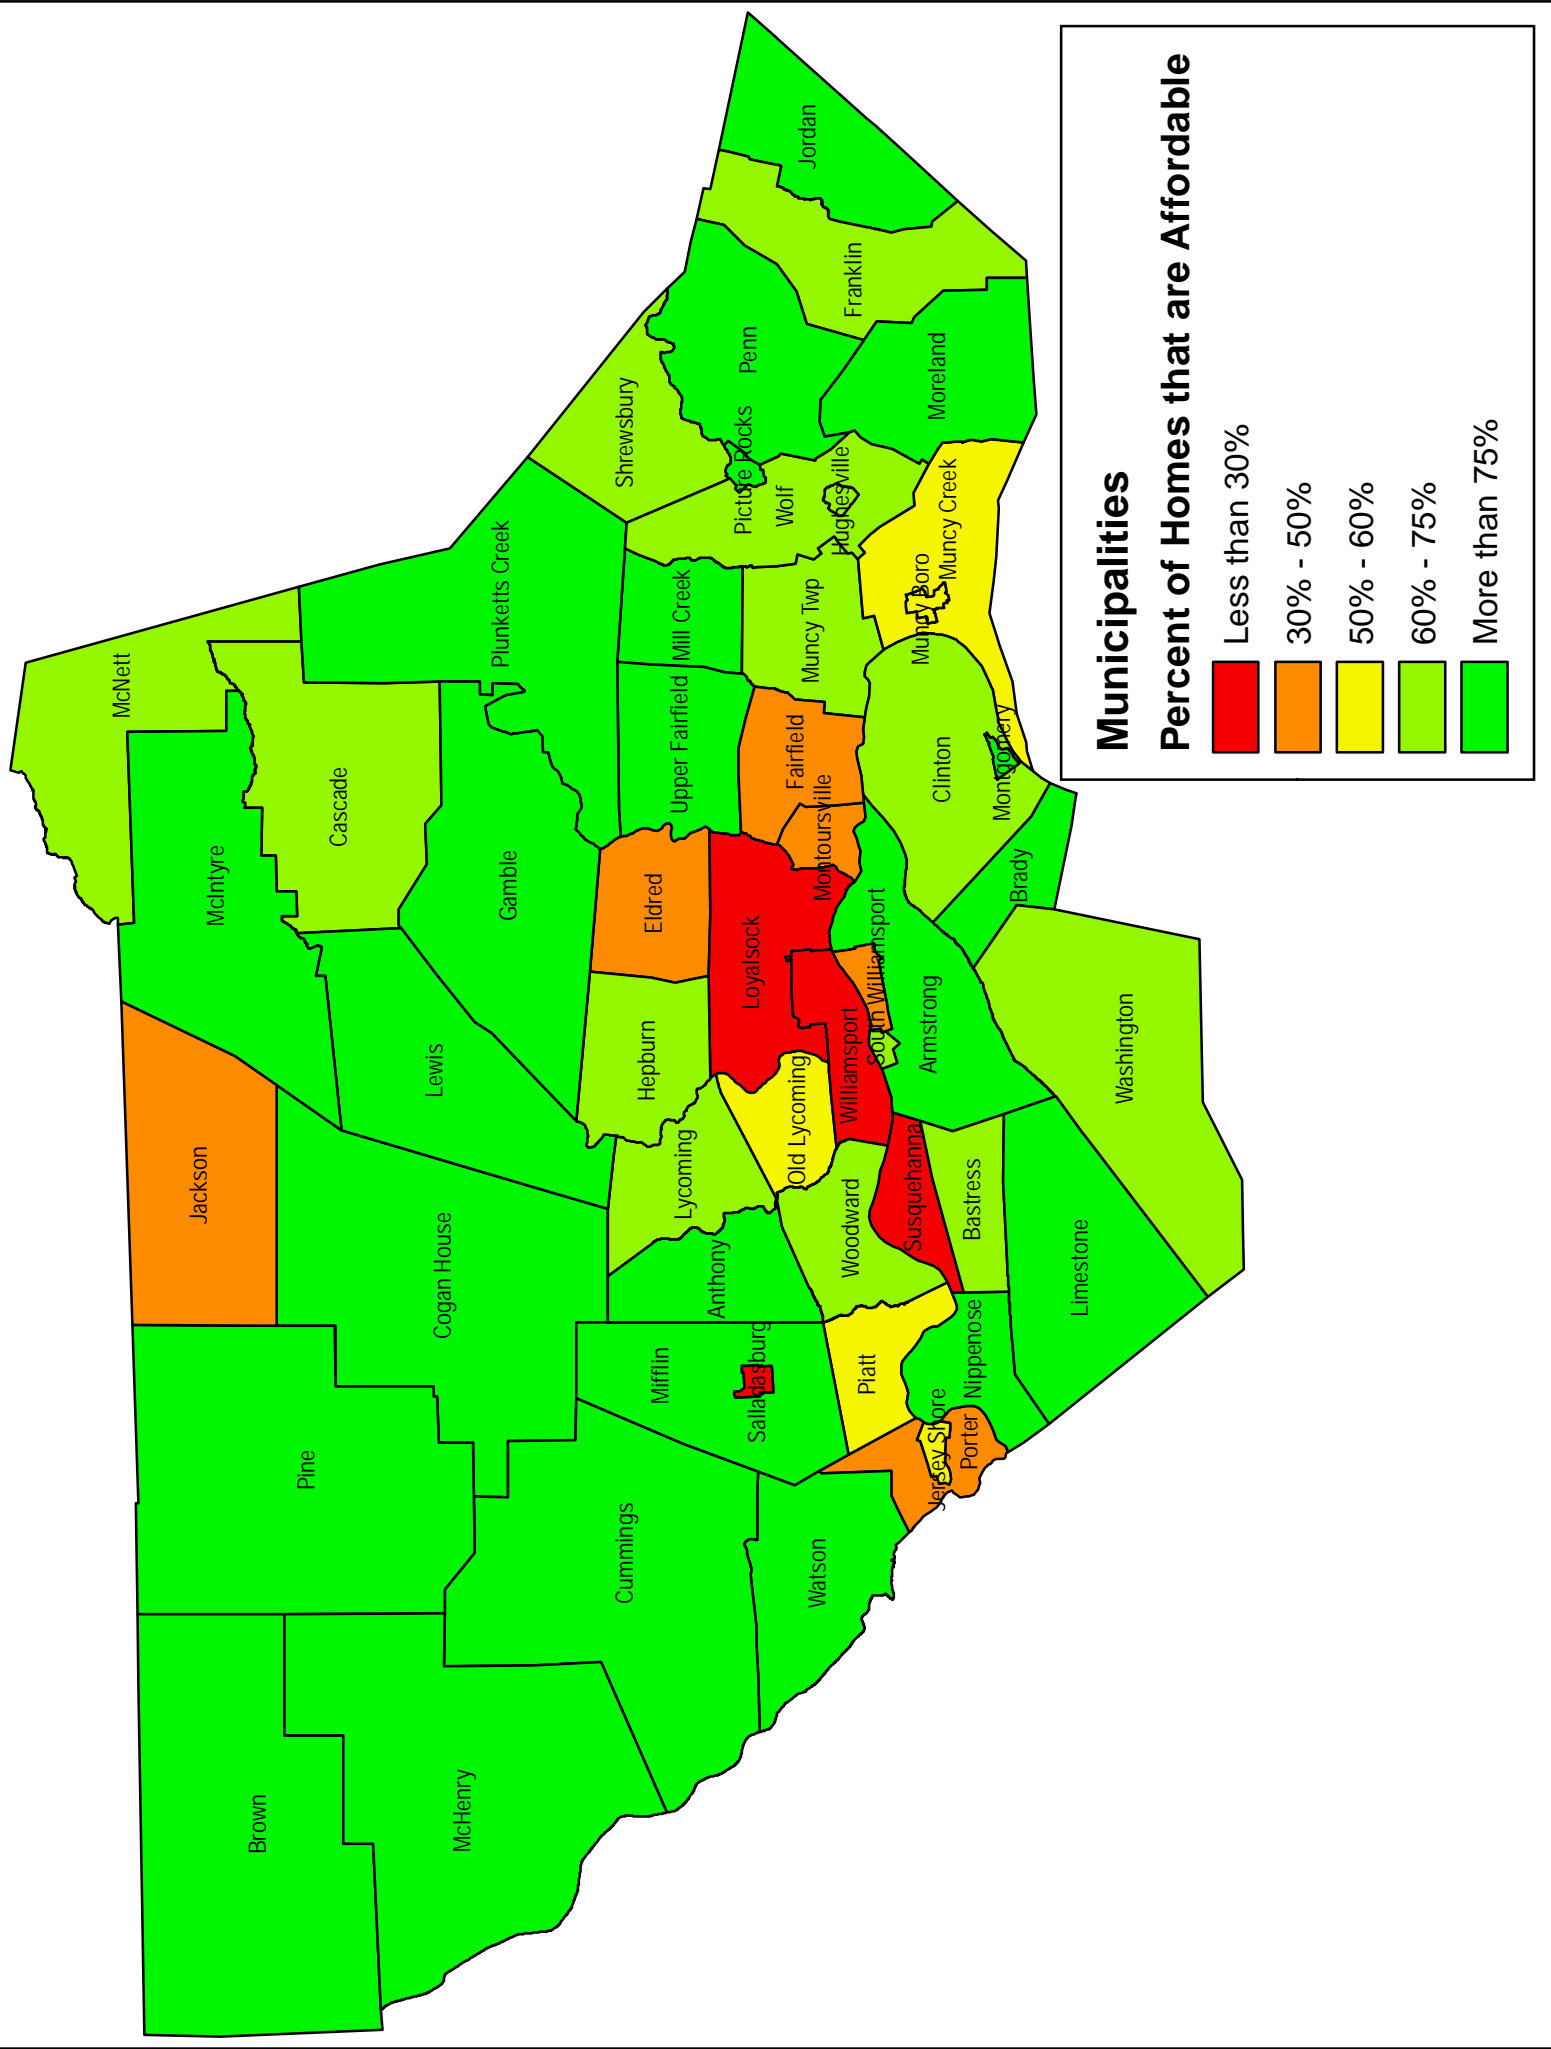 McNett
McIntyre
Jackson
Cascade
Plunketts Creek
Shrewsbury
Gamble
Lewis
Pine
Cogan House
Brown
McHenry
Cummings
Eldred
Hepburn
Lycoming
Upper Fairfield
Mill Creek
Penn
Picture Rocks
Wolf
Hughesville
Jordan
Franklin
Moreland
Muncy Twp
Muncy Creek
Muncy Boro
Fairfield
Montoursville
Loyalsock
Old Lycoming
Williamsport
South Williamsport
Armstrong
Clinton
Montgomery
Brady
Washington
Anthony
Mifflin
Salladasburg
Woodward
Piatt
Susquehanna
Bastress
Limestone
Nippenose
Jersey Shore
Porter
Watson
Municipalities
Percent of Homes that are Affordable
Less than 30%
30% - 50%
50% - 60%
60% - 75%
More than 75%